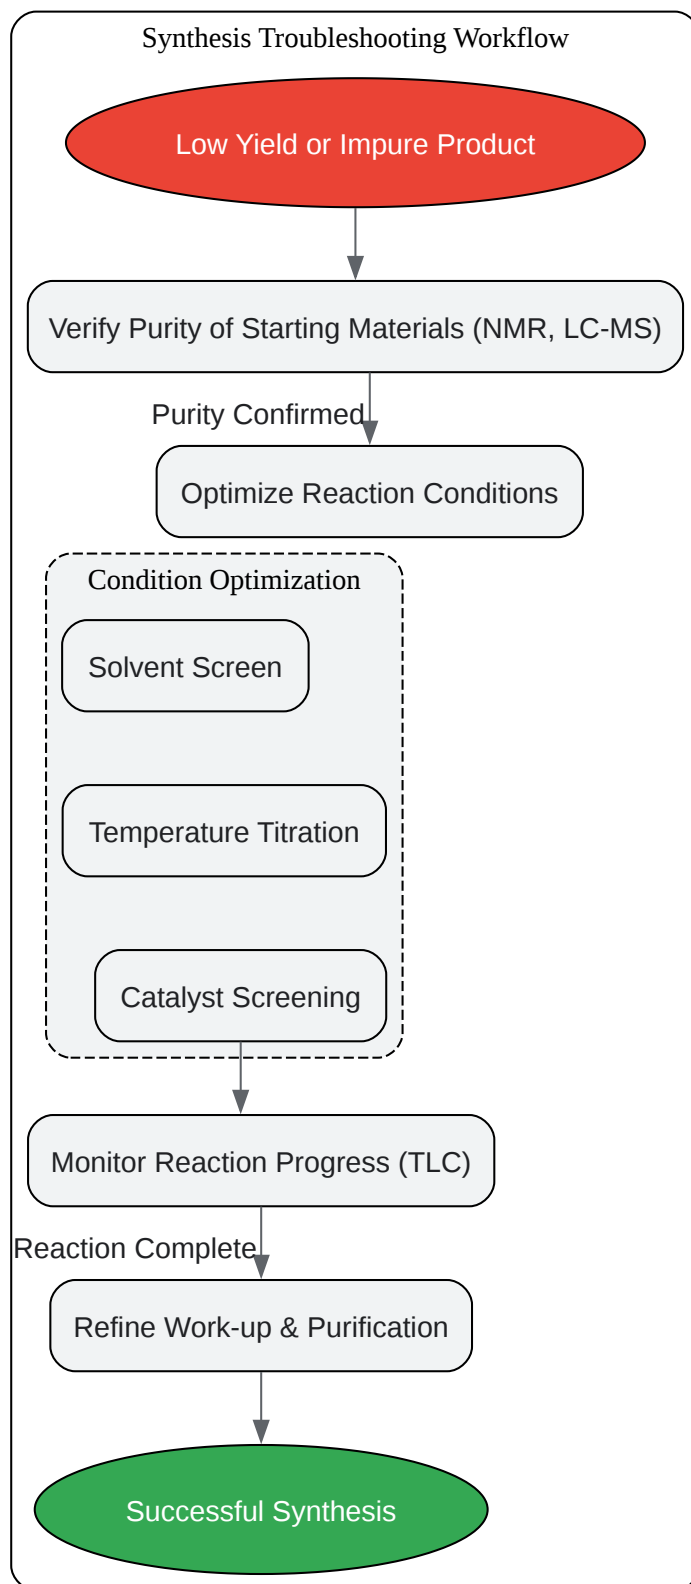 Synthesis Troubleshooting Workflow
Low Yield or Impure Product
Verify Purity of Starting Materials (NMR, LC-MS)
Purity Confirmed
Optimize Reaction Conditions
Condition Optimization
Solvent Screen
Temperature Titration
Catalyst Screening
Monitor Reaction Progress (TLC)
Reaction Complete
Refine Work-up & Purification
Successful Synthesis